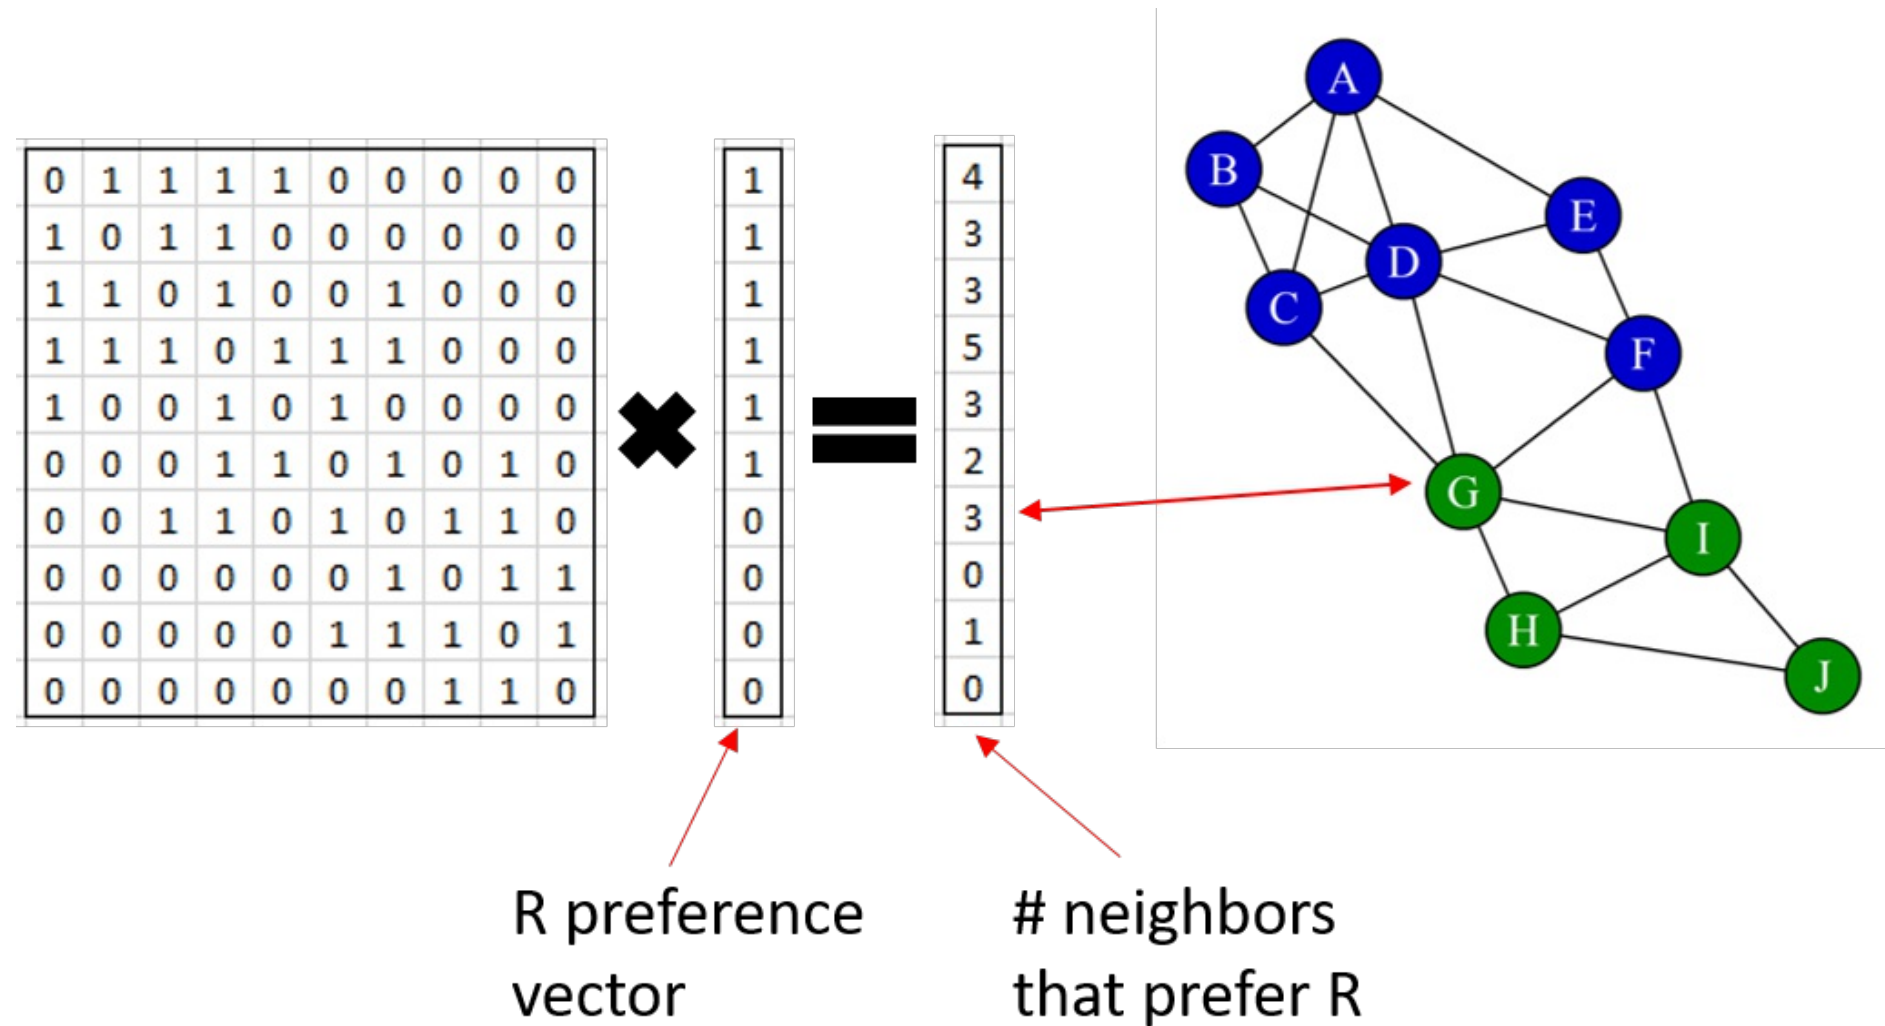 0 1 1 1 1 0 0 0 0 0
1 0 1 1 0 0 0 0 0 0
1 1 0 1 0 0 1 0 0 0
1 1 1 0 1 1 1 0 0 0
1 0 0 1 0 1 0 0 0 0
0 0 0 1 1 0 1 0 1 0
0 0 1 1 0 1 0 1 1 0
0 0 0 0 0 0 1 0 1 1
0 0 0 0 0 1 1 1 0 1
0 0 0 0 0 0 0 1 1 0
1
1
1
1
1
1
0
0
0
0
4
3
3
5
3
2
3
0
1
0
A
B
E
D
C
F
G
I
H
J
R preference
vector
# neighbors
that prefer R